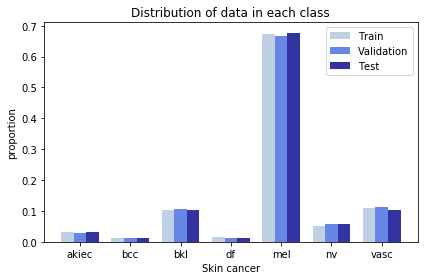 Distribution of data in each class
Train
Validation
Test
proportion
0.7
0.6
0.5
0.4
0.3
0.2
0.1
0.0
akiec bcc bkl df mel nv vasc
Skin cancer